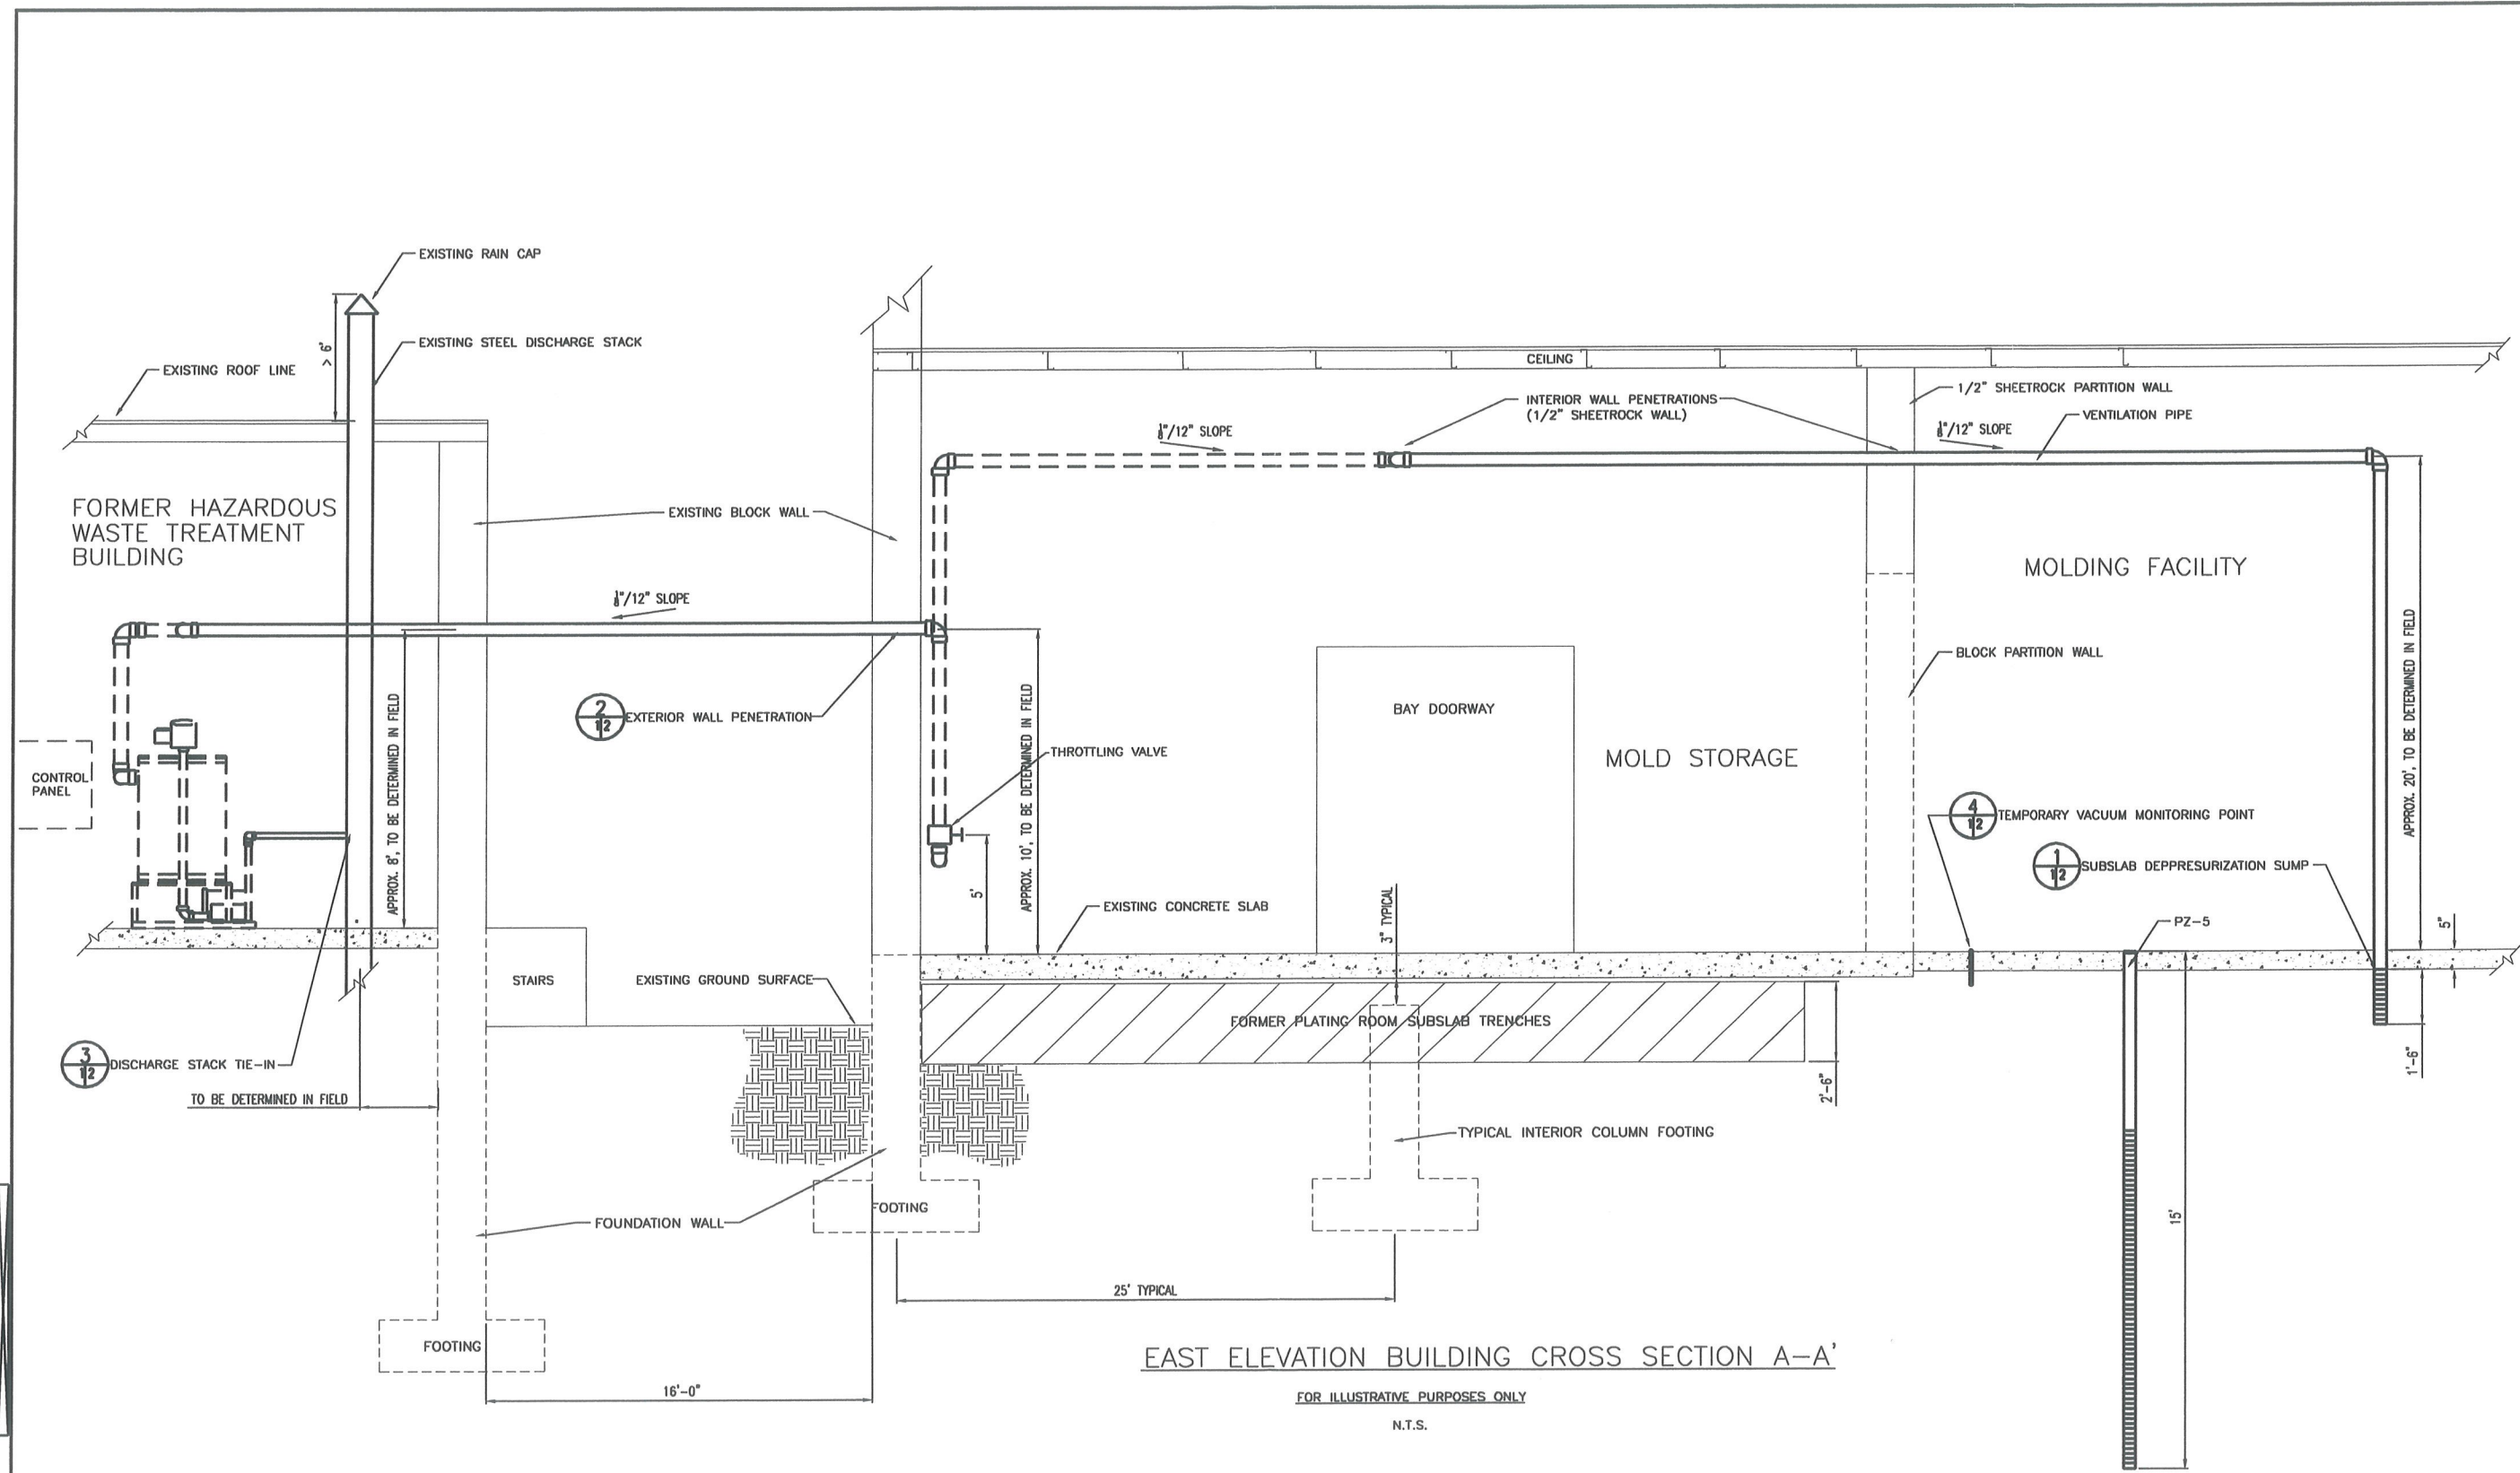 EXISTING RAIN CAP
> 6'
EXISTING STEEL DISCHARGE STACK
EXISTING ROOF LINE
CEILING
1/2" SHEETROCK PARTITION WALL
INTERIOR WALL PENETRATIONS
(1/2" SHEETROCK WALL)
VENTILATION PIPE
1/8"/12" SLOPE
1/8"/12" SLOPE
FORMER HAZARDOUS
WASTE TREATMENT
BUILDING
EXISTING BLOCK WALL
MOLDING FACILITY
1/8"/12" SLOPE
BLOCK PARTITION WALL
APPROX. 8', TO BE DETERMINED IN FIELD
2
12
EXTERIOR WALL PENETRATION
BAY DOORWAY
THROTTLING VALVE
MOLD STORAGE
CONTROL
PANEL
APPROX. 10', TO BE DETERMINED IN FIELD
APPROX. 20', TO BE DETERMINED IN FIELD
4
12
TEMPORARY VACUUM MONITORING POINT
1
12
SUBSLAB DEPPRESURIZATION SUMP
5'
EXISTING CONCRETE SLAB
3" TYPICAL
PZ-5
5"
STAIRS
EXISTING GROUND SURFACE
FORMER PLATING ROOM SUBSLAB TRENCHES
3
12
DISCHARGE STACK TIE-IN
1'-6"
2'-6"
TO BE DETERMINED IN FIELD
TYPICAL INTERIOR COLUMN FOOTING
FOOTING
FOUNDATION WALL
15'
25' TYPICAL
FOOTING
EAST ELEVATION BUILDING CROSS SECTION A-A'
16'-0"
FOR ILLUSTRATIVE PURPOSES ONLY
N.T.S.